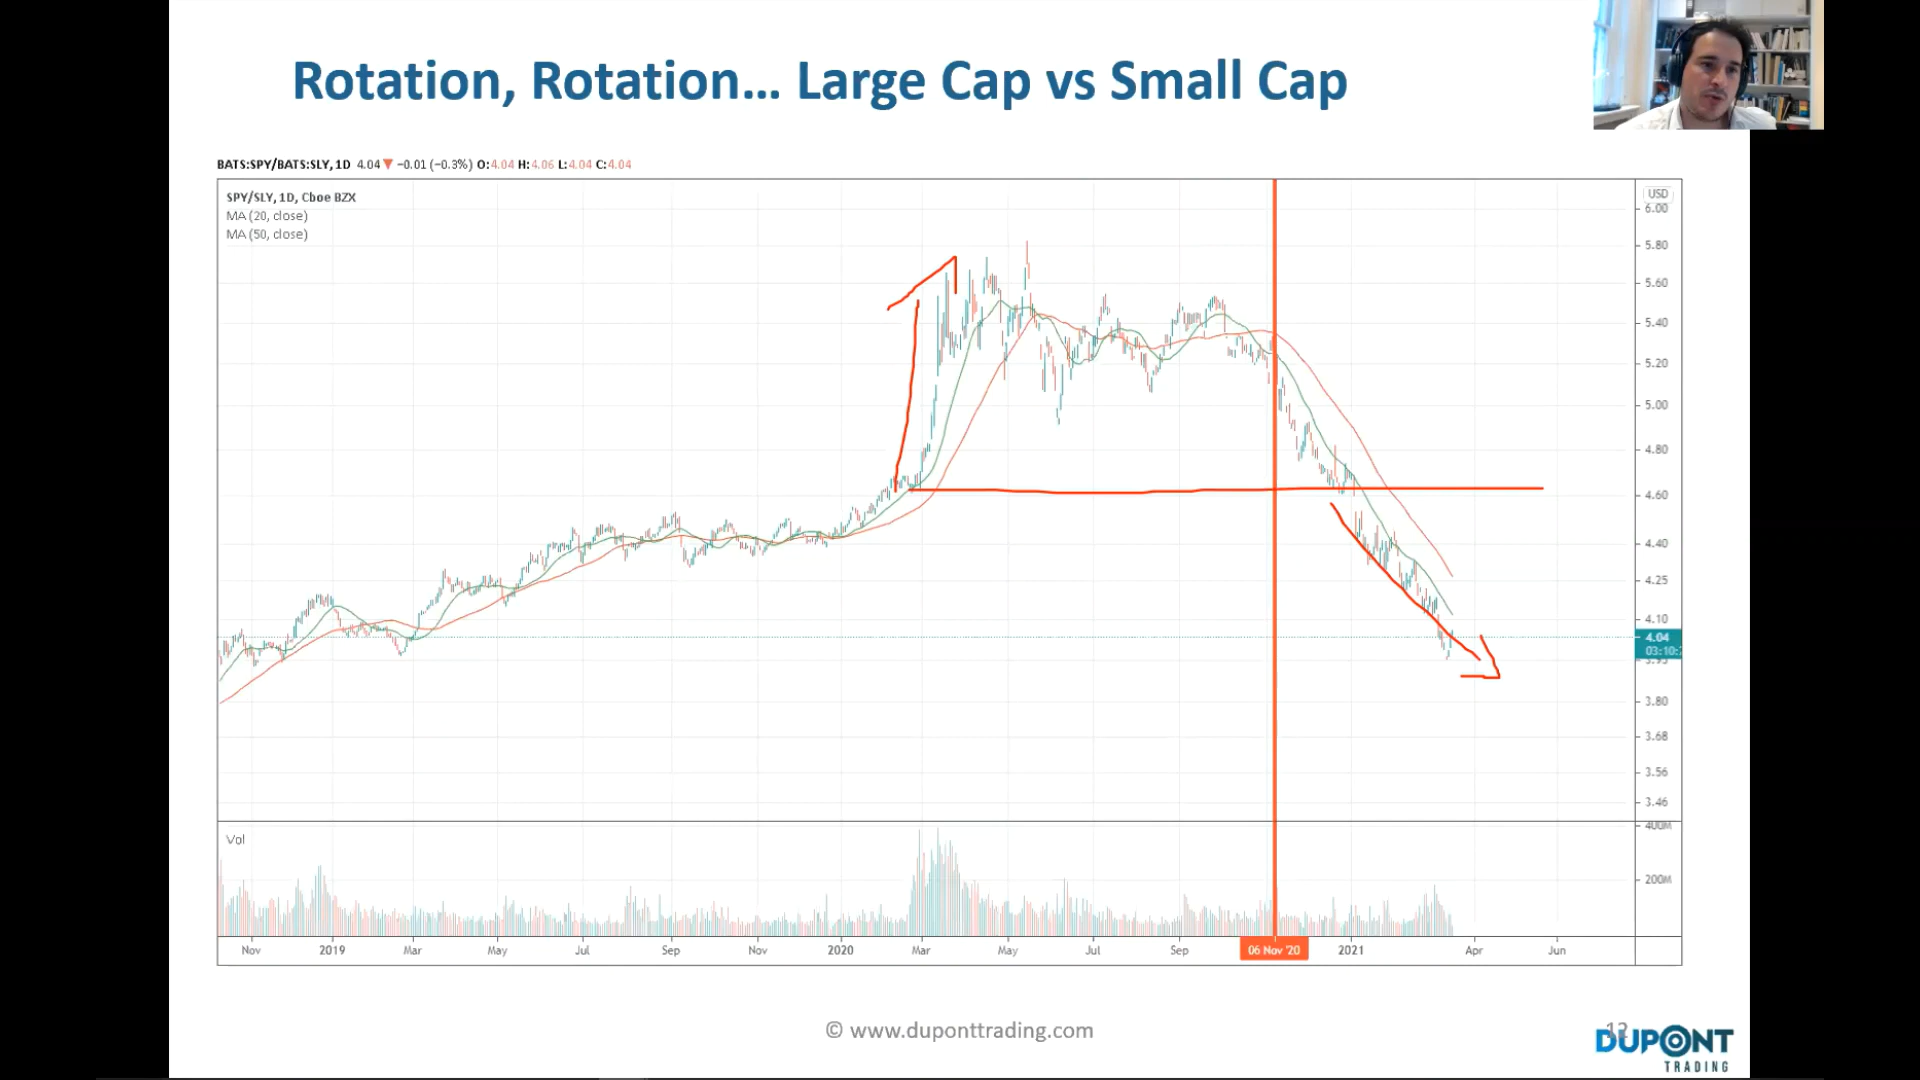 Rotation, Rotation... Large Cap vs Small Cap
BATS:SPY/BATS:SLY, 1D 4.04 ▼ −0.01 (−0.3%) O:4.04 H:4.06 L:4.04 C:4.04
SPY/SLY, 1D, Cboe BZX
MA (20, close)
MA (50, close)
USD
6.00
5.80
5.60
5.40
5.20
5.00
4.80
4.60
4.40
4.25
4.10
4.04
03:10:
3.95
3.80
3.68
3.56
3.46
Vol
400M
200M
Nov 2019 Mar May Jul Sep Nov 2020 Mar May Jul Sep 06 Nov '20 2021 Apr Jun
© www.duponttrading.com
12
DUPONT
TRADING